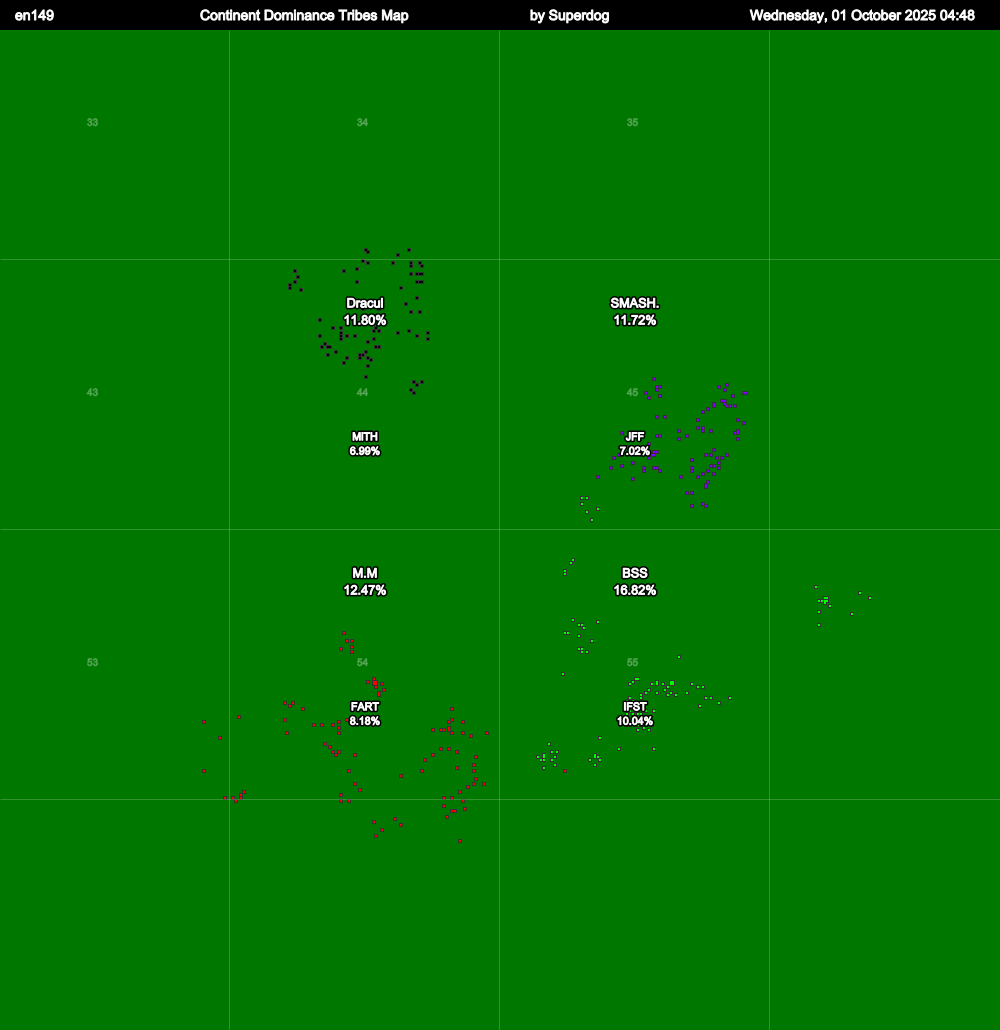 en149 Continent Dominance Tribes Map by Superdog Wednesday, 01 October 2025 04:48
33 34 35
Dracul SMASH.
11.80% 11.72%
43 44 45
MITH JFF
6.99% 7.02%
M.M BSS
12.47% 16.82%
53 54 55
FART IFST
8.18% 10.04%